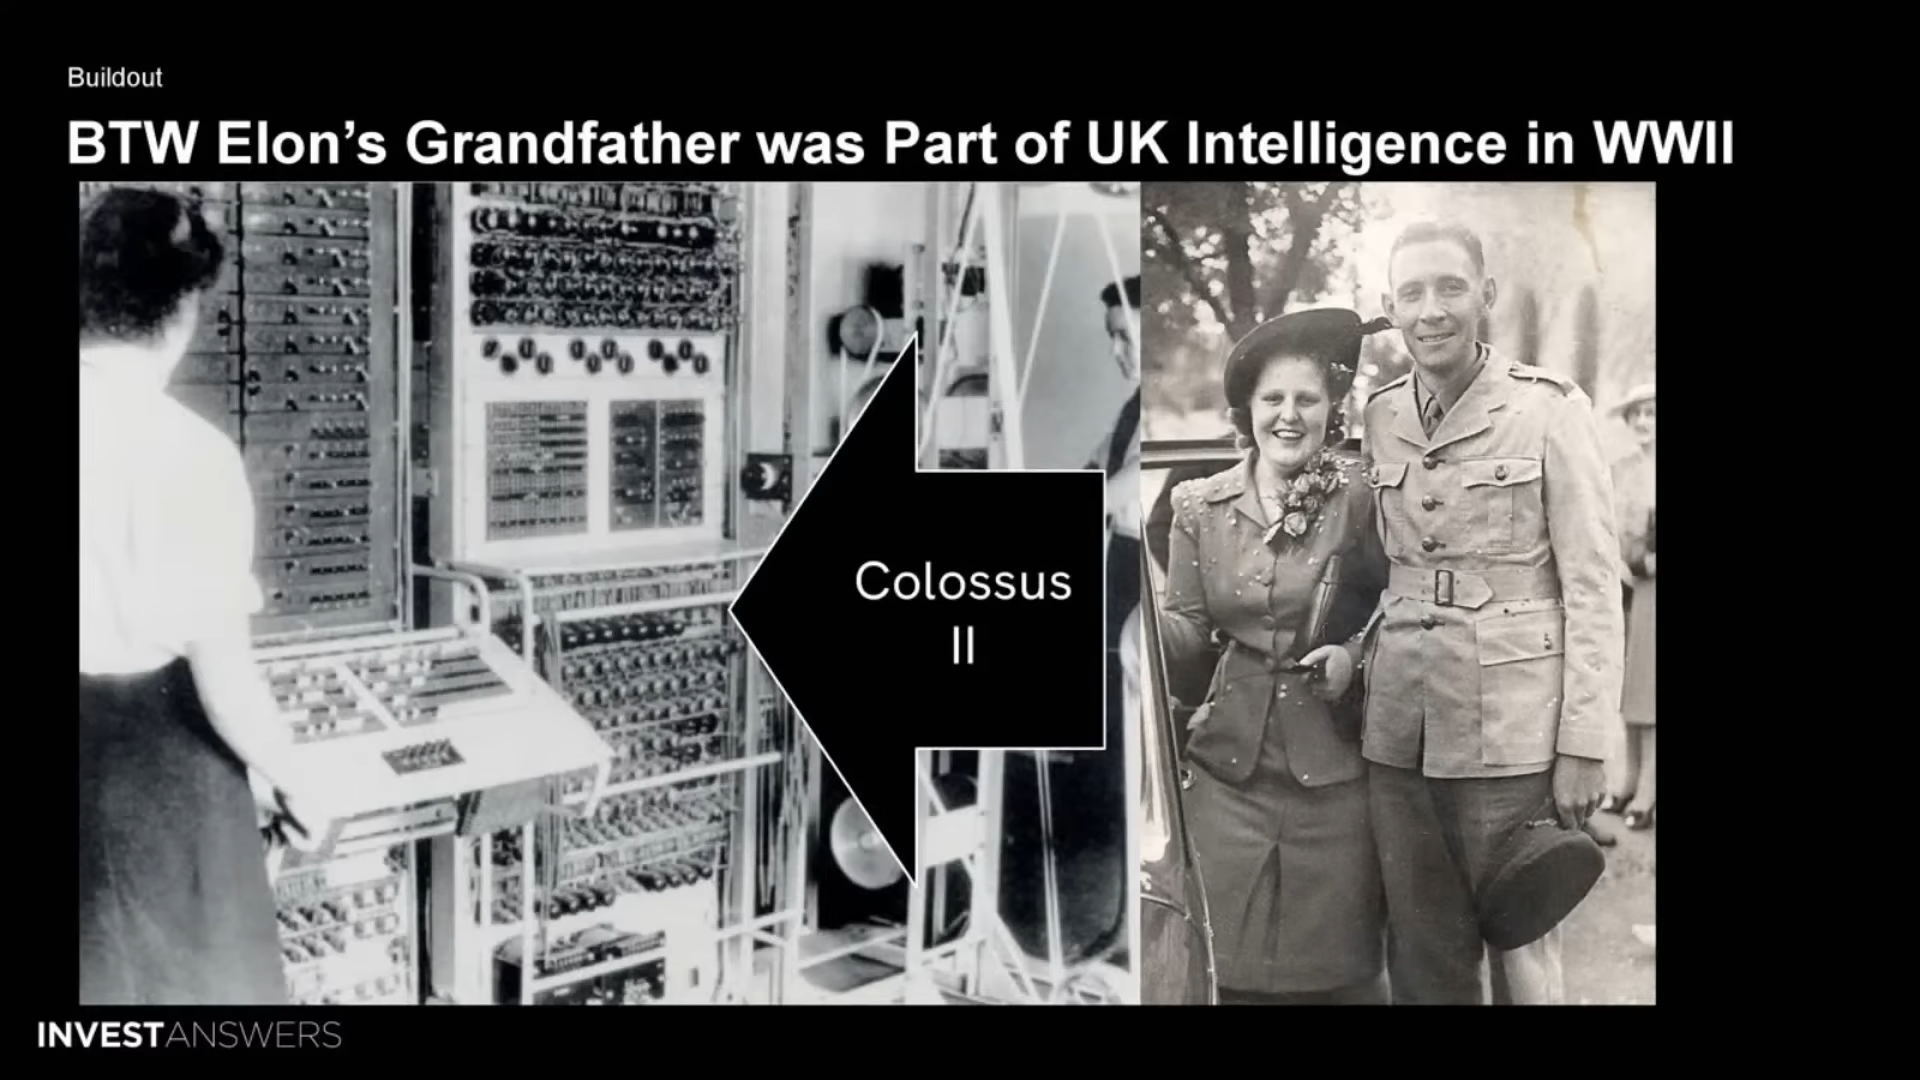 Buildout
BTW Elon’s Grandfather was Part of UK Intelligence in WWII
Colossus
II
INVESTANSWERS